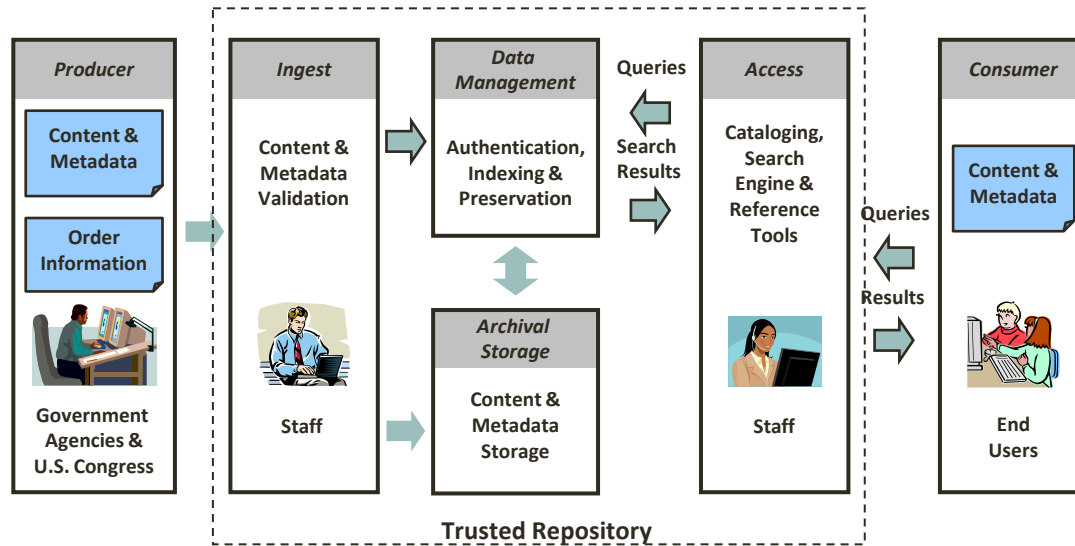 Producer
Content &
Metadata
Order
Information
Government
Agencies &
U.S. Congress
Ingest
Content &
Metadata
Validation
Staff
Data
Management
Authentication,
Indexing &
Preservation
Archival
Storage
Content &
Metadata
Storage
Queries
Search
Results
Access
Cataloging,
Search
Engine &
Reference
Tools
Staff
Queries
Results
Consumer
Content &
Metadata
End
Users
Trusted Repository